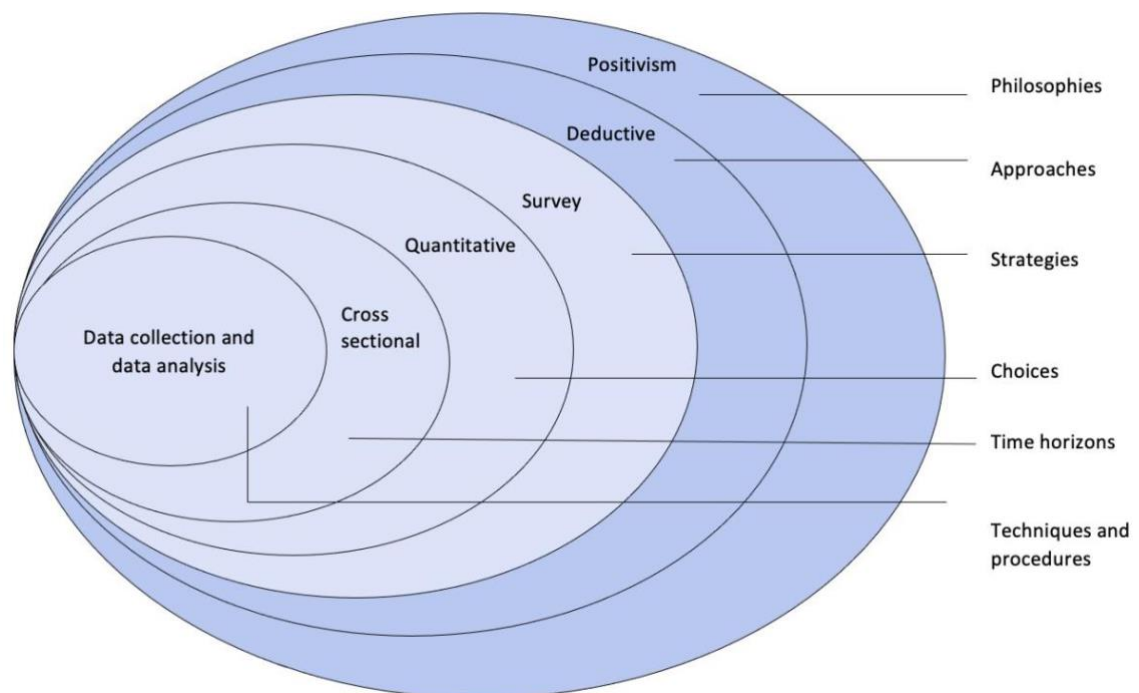 Positivism
Philosophies
Deductive
Approaches
Survey
Strategies
Quantitative
Cross
sectional
Data collection and
data analysis
Choices
Time horizons
Techniques and
procedures